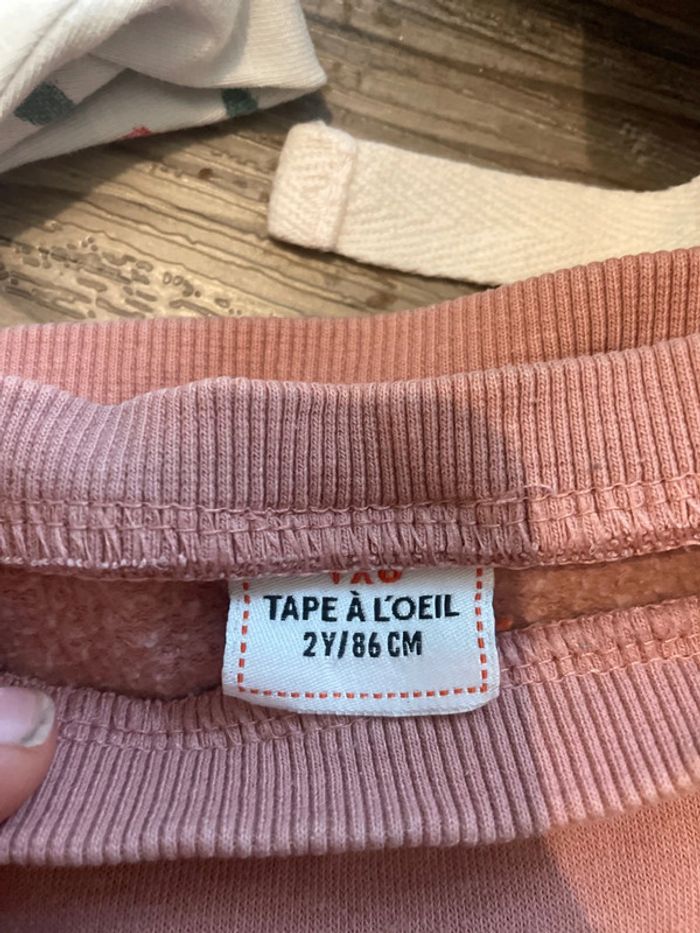 TAPE À L'OEIL
2Y/86 CM